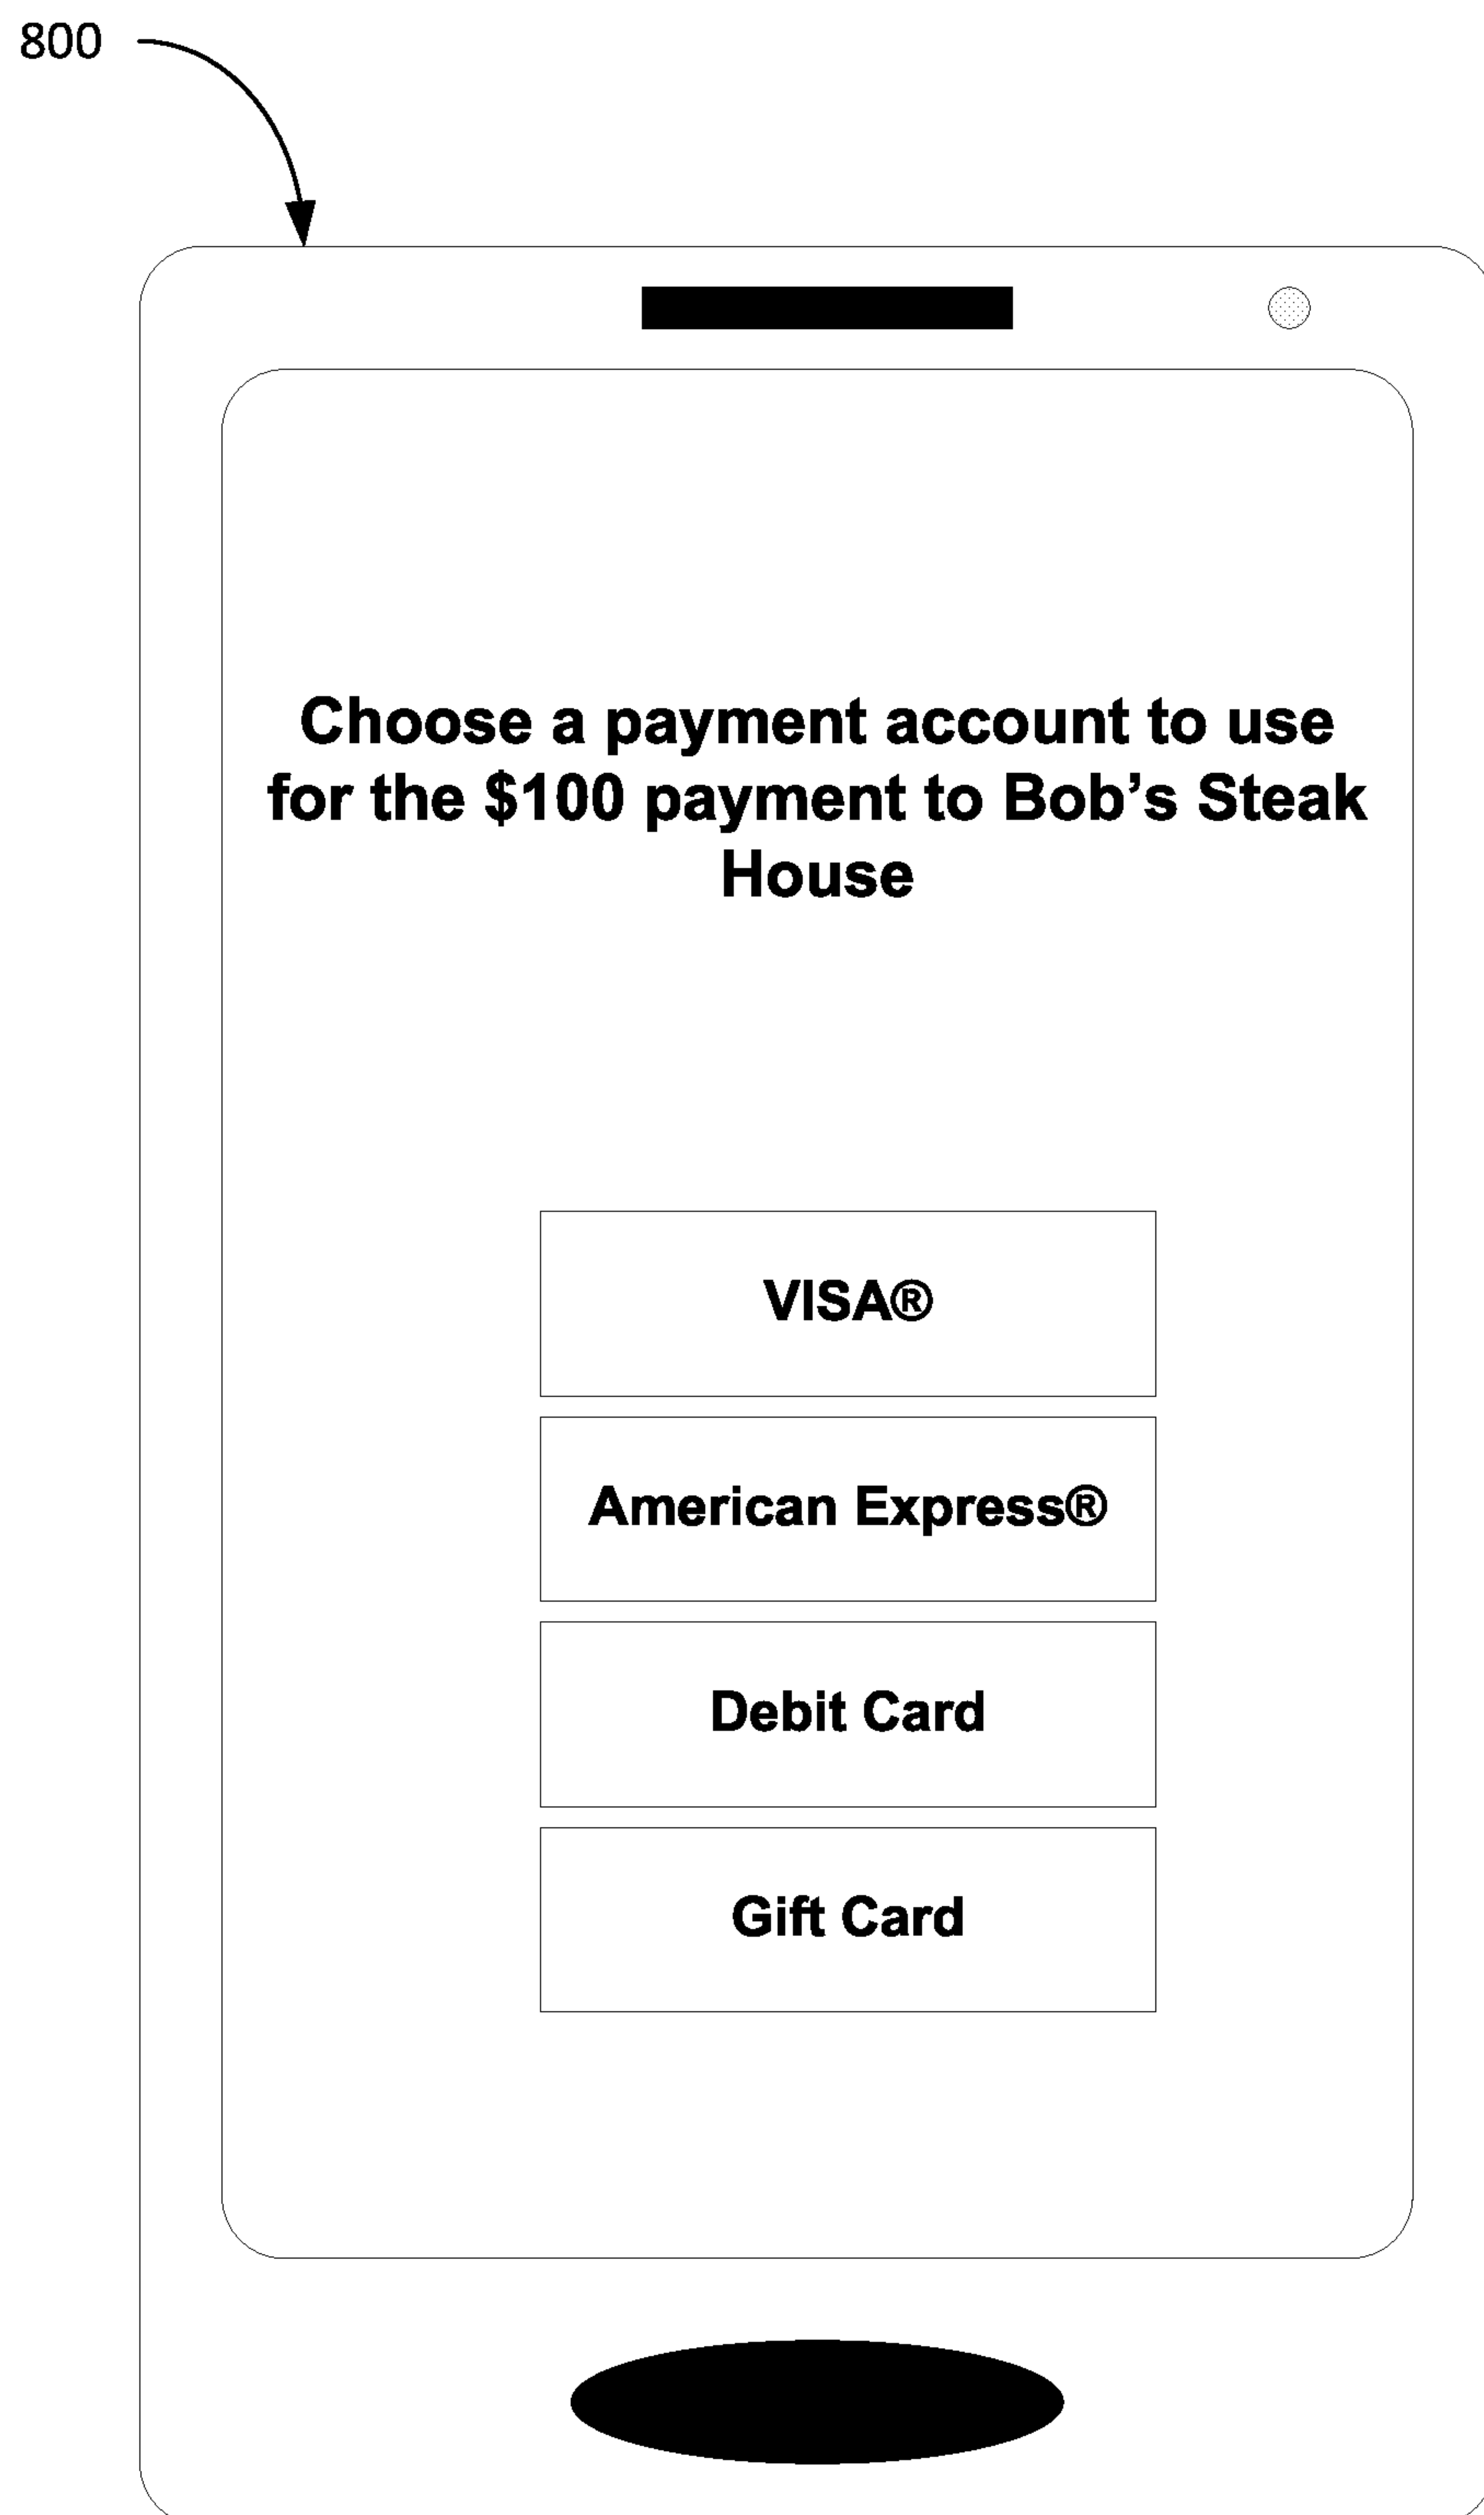 800
Choose a payment account to use
for the $100 payment to Bob’s Steak
House
VISA®
American Express®
Debit Card
Gift Card